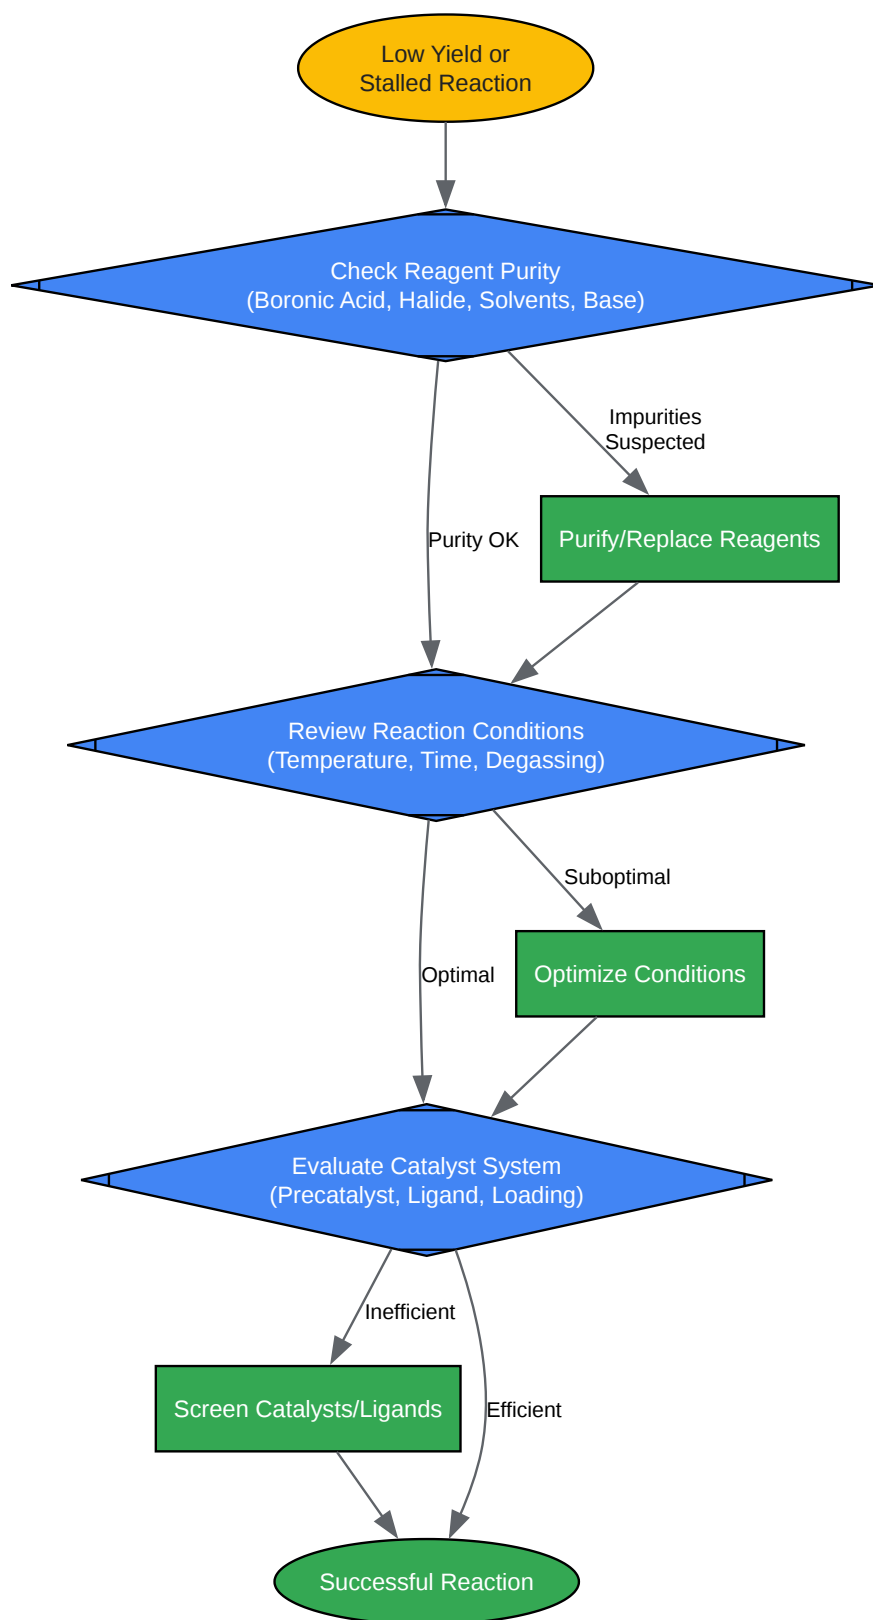 Low Yield or
Stalled Reaction
Check Reagent Purity
(Boronic Acid, Halide, Solvents, Base)
Impurities
Suspected
Purity OK
Purify/Replace Reagents
Review Reaction Conditions
(Temperature, Time, Degassing)
Suboptimal
Optimal
Optimize Conditions
Evaluate Catalyst System
(Precatalyst, Ligand, Loading)
Inefficient
Screen Catalysts/Ligands
Efficient
Successful Reaction